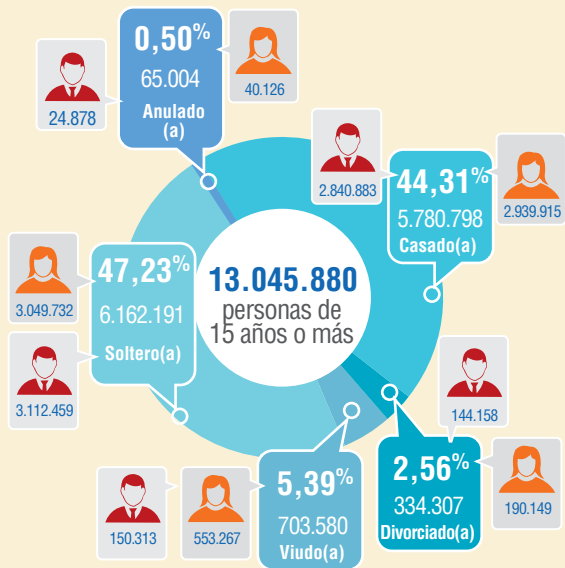 0,50%
65.004
Anulado
(a)
24.878
40.126
2.840.883
44,31%
5.780.798
Casado(a)
2.939.915
3.049.732
3.112.459
47,23%
6.162.191
Soltero(a)
13.045.880
personas de
15 años o más
144.158
2,56%
334.307
Divorciado(a)
190.149
150.313
553.267
5,39%
703.580
Viudo(a)